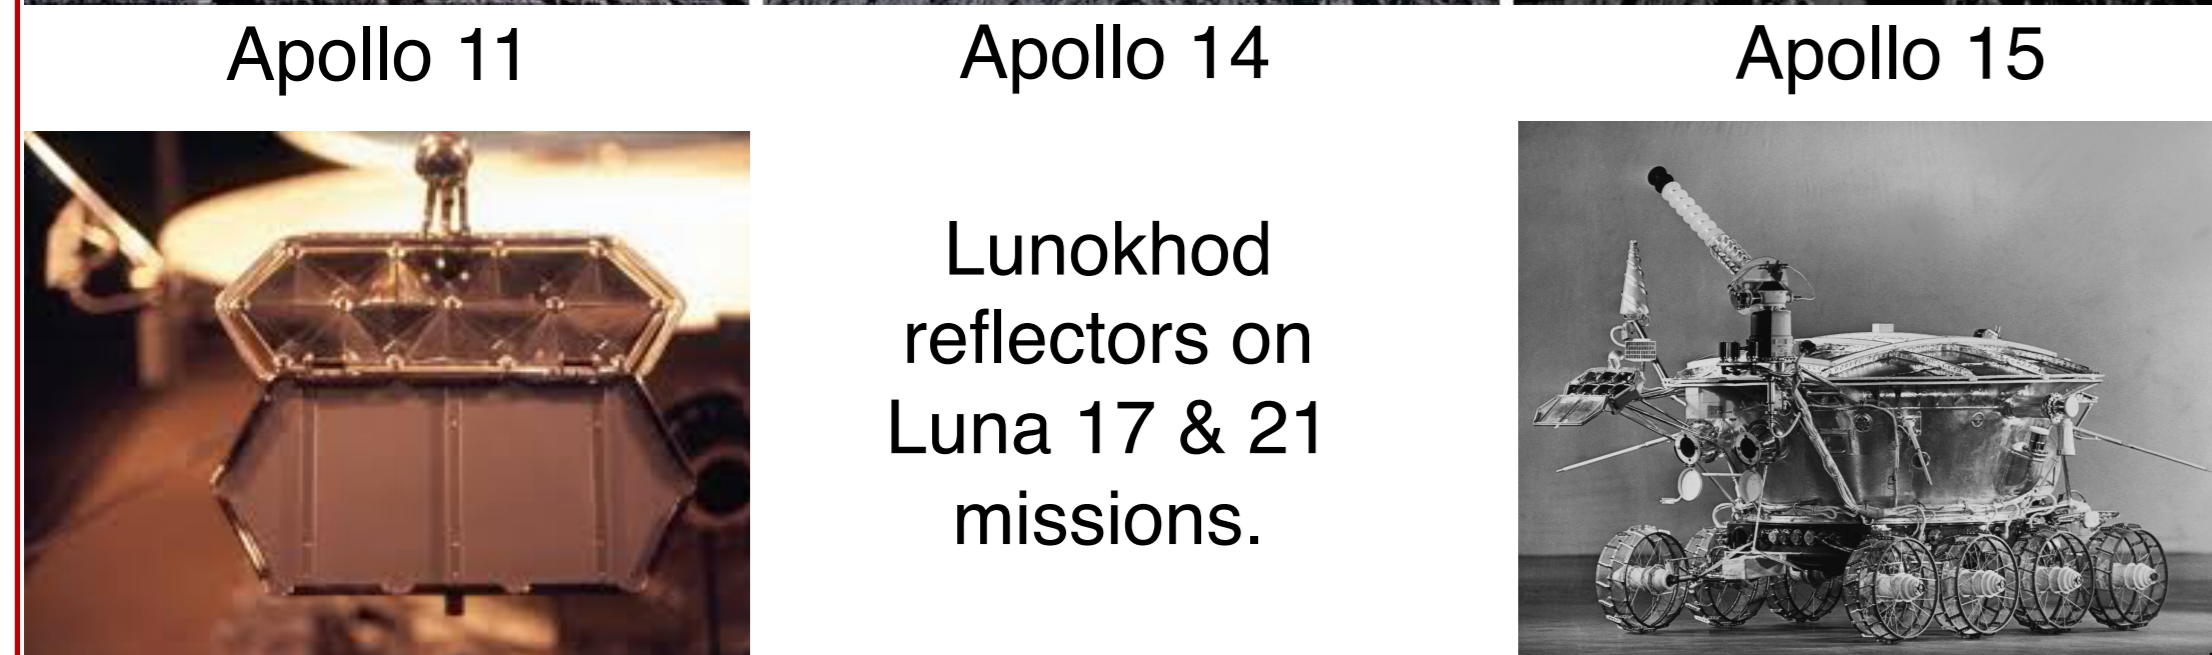 Apollo 11
Apollo 14
Apollo 15
Lunokhod
reflectors on
Luna 17 & 21
missions.